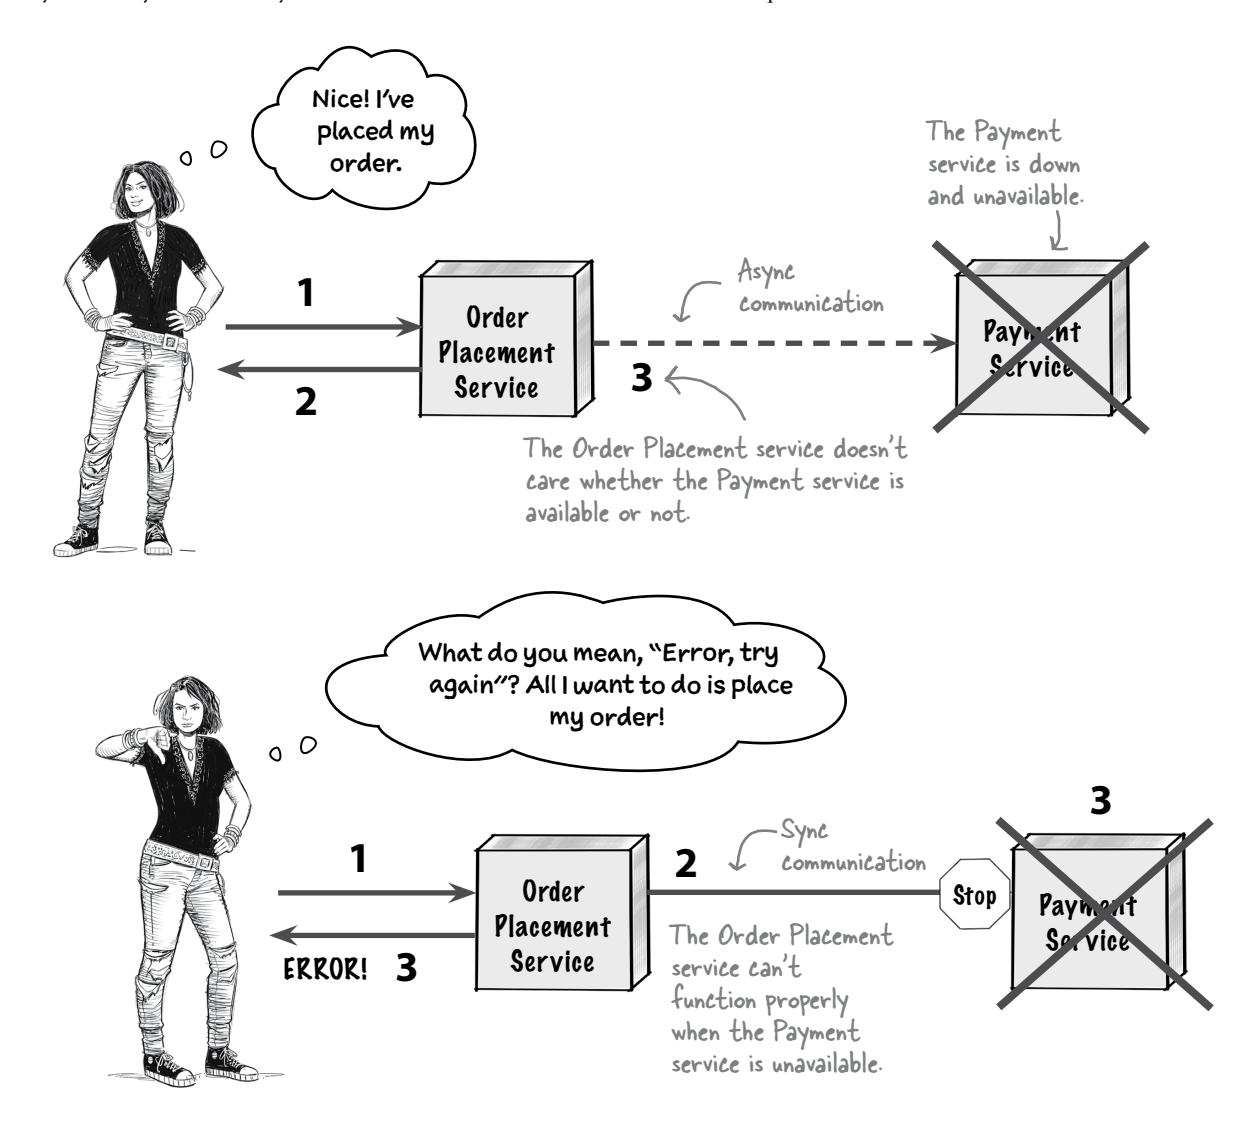 Nice! I've
placed my
order.
The Payment
service is down
and unavailable.
1
Async
communication
Order
Placement
Service
Payment
Service
2
3
The Order Placement service doesn't
care whether the Payment service is
available or not.
What do you mean, “Error, try
again”? All I want to do is place
my order!
3
1
2
Sync
communication
Order
Placement
Service
Stop
Payment
Service
ERROR! 3
The Order Placement
service can't
function properly
when the Payment
service is unavailable.